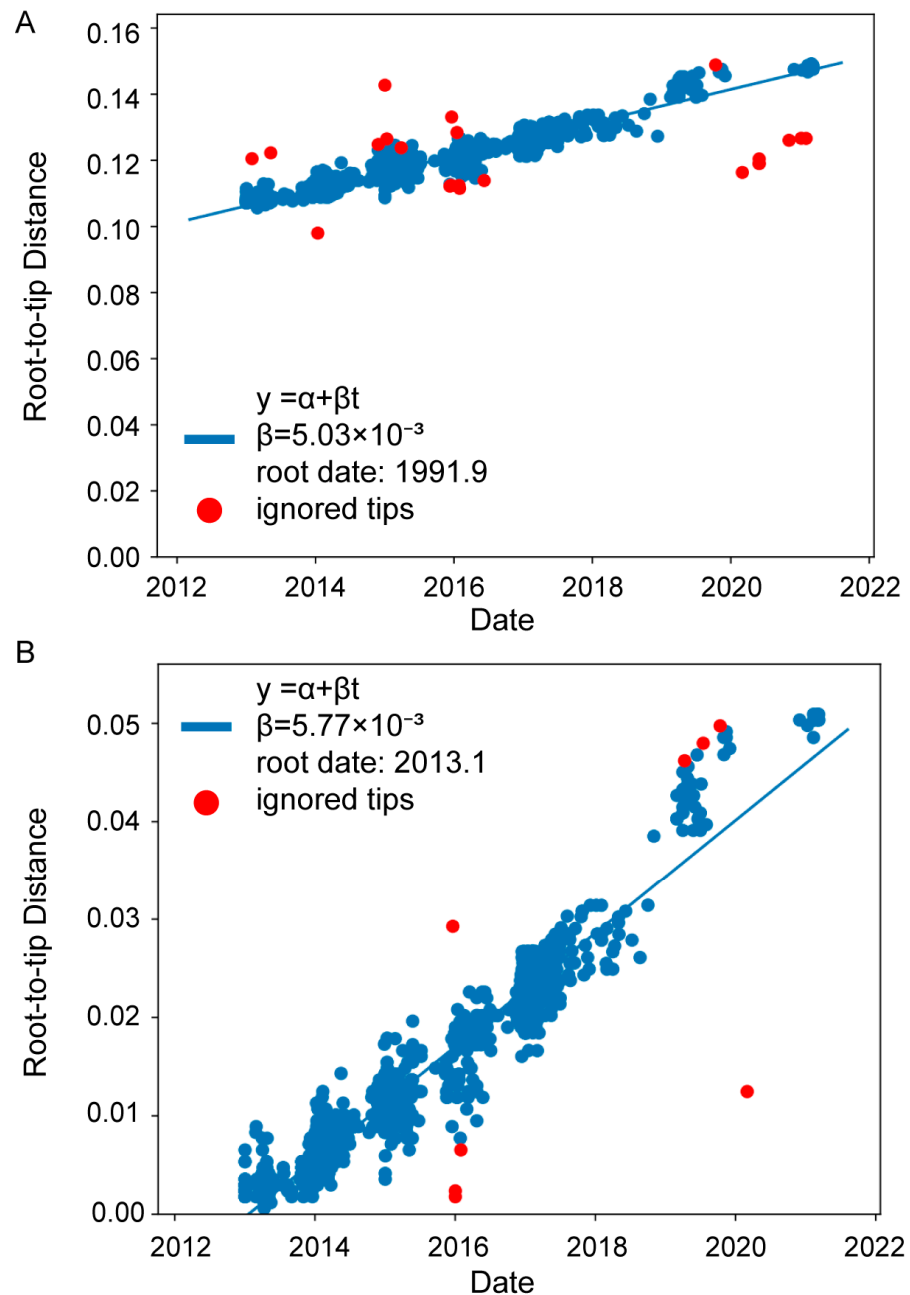 A
0.16
0.14
0.12
0.10
0.08
0.06
0.04
0.02
0.00
Root-to-tip Distance
y =α+βt
β=5.03×10⁻³
root date: 1991.9
ignored tips
2012 2014 2016 2018 2020 2022
Date
B
0.05
0.04
0.03
0.02
0.01
0.00
Root-to-tip Distance
y =α+βt
β=5.77×10⁻³
root date: 2013.1
ignored tips
2012 2014 2016 2018 2020 2022
Date